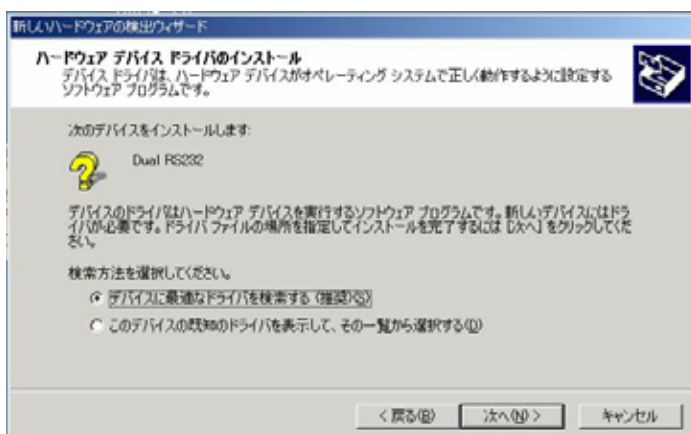 新しいハードウェアの検出ウィザード
ハードウェア デバイス ドライバのインストール
デバイス ドライバは、ハードウェア デバイスがオペレーティング システムで正しく動作するように設定する
ソフトウェア プログラムです。
次のデバイスをインストールします:
Dual RS232
デバイスのドライバはハードウェア デバイスを実行するソフトウェア プログラムです。新しいデバイスにはドラ
イバが必要です。ドライバ ファイルの場所を指定してインストールを完了するには [次へ] をクリックしてくだ
さい。
検索方法を選択してください。
デバイスに最適なドライバを検索する (推奨)(S)
このデバイスの既知のドライバを表示して、その一覧から選択する(D)
< 戻る(B)
次へ(N) >
キャンセル